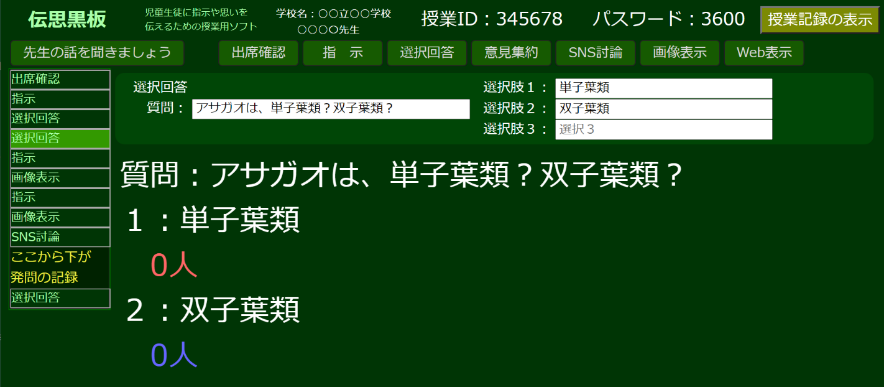 伝思黒板
児童生徒に指示や思いを
伝えるための授業用ソフト
学校名：○○立○○学校
○○○○先生
授業ID：345678
パスワード：3600
授業記録の表示
先生の話を聞きましょう
出席確認
指　示
選択回答
意見集約
SNS討論
画像表示
Web表示
出席確認
指示
選択回答
選択回答
指示
画像表示
指示
画像表示
SNS討論
ここから下が
発問の記録
選択回答
選択回答
質問： アサガオは、単子葉類？双子葉類？
選択肢１： 単子葉類
選択肢２： 双子葉類
選択肢３： 選択３
質問：アサガオは、単子葉類？双子葉類？
１：単子葉類
0人
２：双子葉類
0人